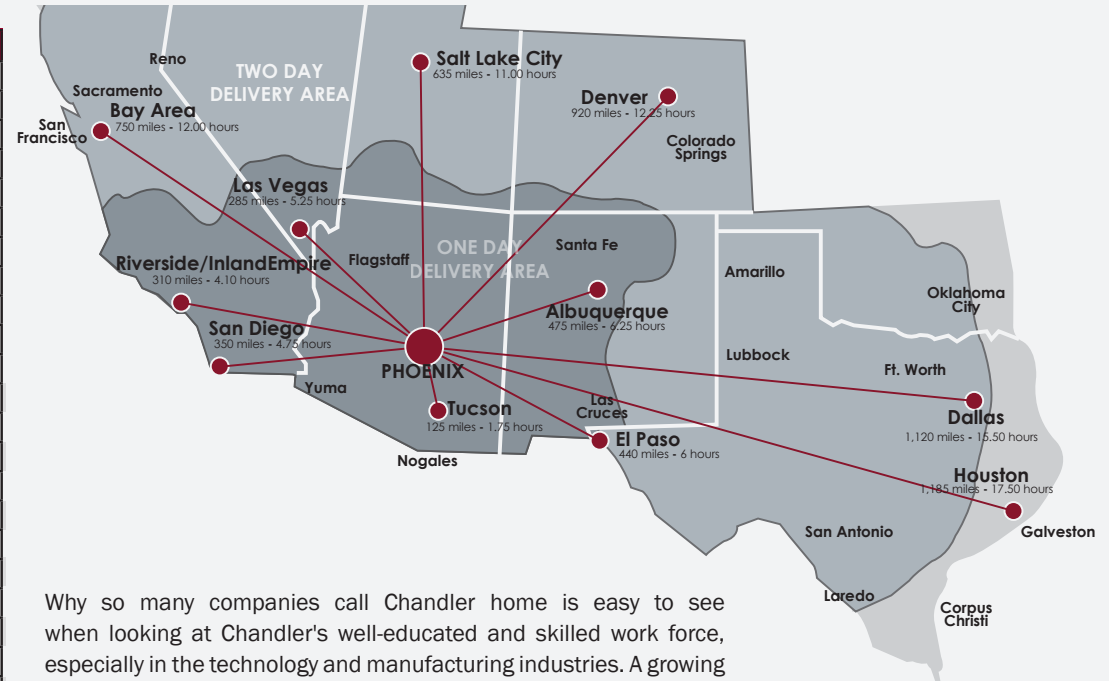 Reno
Salt Lake City
635 miles - 11.00 hours
TWO DAY
DELIVERY AREA
Sacramento
Denver
920 miles - 12.25 hours
Bay Area
750 miles - 12.00 hours
San
Francisco
Colorado
Springs
Las Vegas
285 miles - 5.25 hours
ONE DAY
DELIVERY AREA
Santa Fe
Flagstaff
Riverside/InlandEmpire
310 miles - 4.10 hours
Amarillo
Oklahoma
City
Albuquerque
475 miles - 6.25 hours
San Diego
350 miles - 4.75 hours
Lubbock
PHOENIX
Ft. Worth
Yuma
Las
Cruces
Tucson
125 miles - 1.75 hours
Dallas
1,120 miles - 15.50 hours
El Paso
440 miles - 6 hours
Nogales
Houston
1,185 miles - 17.50 hours
San Antonio
Galveston
Laredo
Corpus
Christi
Why so many companies call Chandler home is easy to see
when looking at Chandler's well-educated and skilled work force,
especially in the technology and manufacturing industries. A growing